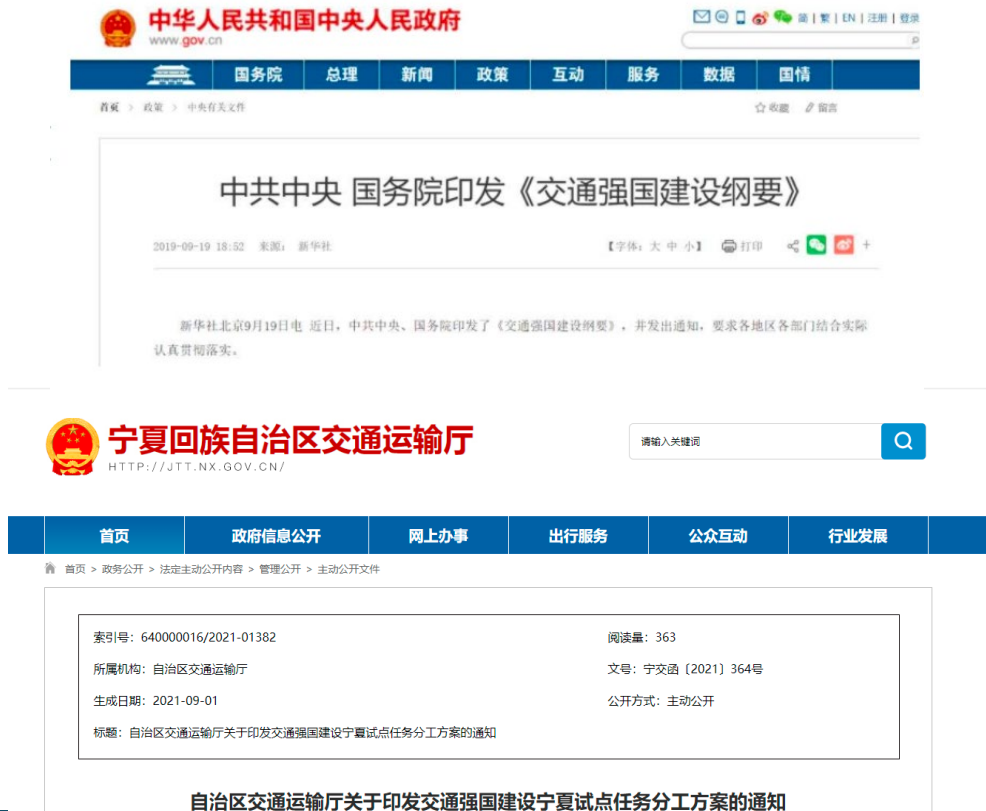 中华人民共和国中央人民政府
www.gov.cn
简 | 繁 | EN | 注册 | 登录
国务院 总理 新闻 政策 互动 服务 数据 国情
首页 > 政策 > 中央有关文件
收藏 留言
中共中央 国务院印发《交通强国建设纲要》
2019-09-19 18:52 来源: 新华社
【字体: 大 中 小】 打印 +
新华社北京9月19日电 近日,中共中央、国务院印发了《交通强国建设纲要》,并发出通知,要求各地区各部门结合实际
认真贯彻落实。
宁夏回族自治区交通运输厅
HTTP://JTT.NX.GOV.CN/
请输入关键词
首页 政府信息公开 网上办事 出行服务 公众互动 行业发展
首页 > 政务公开 > 法定主动公开内容 > 管理公开 > 主动公开文件
索引号: 640000016/2021-01382 阅读量: 363
所属机构: 自治区交通运输厅 文号: 宁交函〔2021〕364号
生成日期: 2021-09-01 公开方式: 主动公开
标题: 自治区交通运输厅关于印发交通强国建设宁夏试点任务分工方案的通知
自治区交通运输厅关于印发交通强国建设宁夏试点任务分工方案的通知